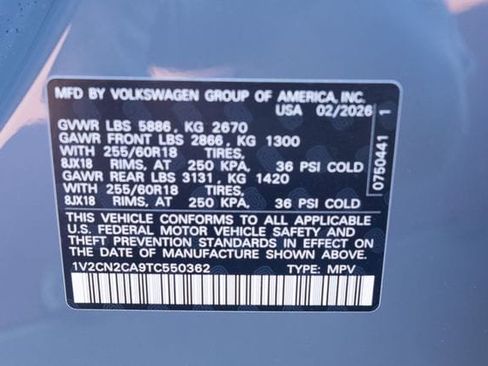 MFD BY VOLKSWAGEN GROUP OF AMERICA, INC.
USA 02/2026
GVWR LBS 5886, KG 2670
GAWR FRONT LBS 2866, KG 1300
WITH 255/60R18 TIRES,
8JX18 RIMS, AT 250 KPA, 36 PSI COLD
GAWR REAR LBS 3131, KG 1420
WITH 255/60R18 TIRES,
8JX18 RIMS, AT 250 KPA, 36 PSI COLD
THIS VEHICLE CONFORMS TO ALL APPLICABLE
U.S. FEDERAL MOTOR VEHICLE SAFETY AND
THEFT PREVENTION STANDARDS IN EFFECT ON
THE DATE OF MANUFACTURE SHOWN ABOVE.
1V2CN2CA9TC550362 TYPE: MPV
0750441 1